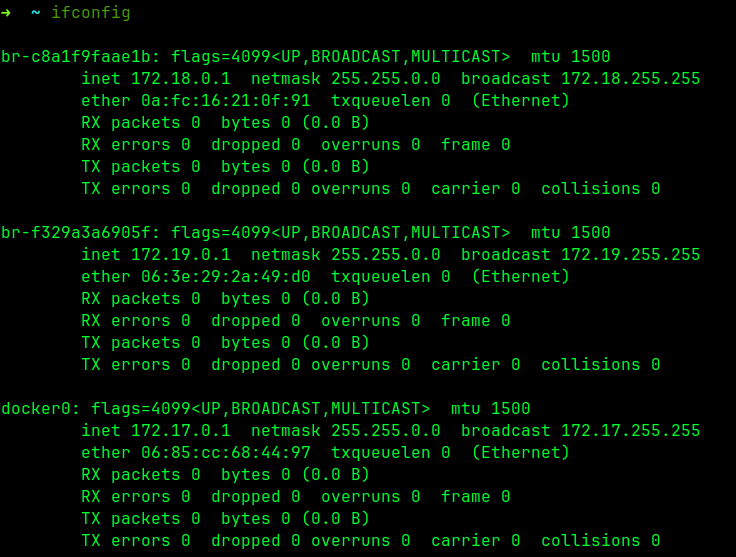 ➜  ~ ifconfig

br-c8a1f9faae1b: flags=4099<UP,BROADCAST,MULTICAST>  mtu 1500
        inet 172.18.0.1  netmask 255.255.0.0  broadcast 172.18.255.255
        ether 0a:fc:16:21:0f:91  txqueuelen 0  (Ethernet)
        RX packets 0  bytes 0 (0.0 B)
        RX errors 0  dropped 0  overruns 0  frame 0
        TX packets 0  bytes 0 (0.0 B)
        TX errors 0  dropped 0 overruns 0  carrier 0  collisions 0

br-f329a3a6905f: flags=4099<UP,BROADCAST,MULTICAST>  mtu 1500
        inet 172.19.0.1  netmask 255.255.0.0  broadcast 172.19.255.255
        ether 06:3e:29:2a:49:d0  txqueuelen 0  (Ethernet)
        RX packets 0  bytes 0 (0.0 B)
        RX errors 0  dropped 0  overruns 0  frame 0
        TX packets 0  bytes 0 (0.0 B)
        TX errors 0  dropped 0 overruns 0  carrier 0  collisions 0

docker0: flags=4099<UP,BROADCAST,MULTICAST>  mtu 1500
        inet 172.17.0.1  netmask 255.255.0.0  broadcast 172.17.255.255
        ether 06:85:cc:68:44:97  txqueuelen 0  (Ethernet)
        RX packets 0  bytes 0 (0.0 B)
        RX errors 0  dropped 0  overruns 0  frame 0
        TX packets 0  bytes 0 (0.0 B)
        TX errors 0  dropped 0 overruns 0  carrier 0  collisions 0